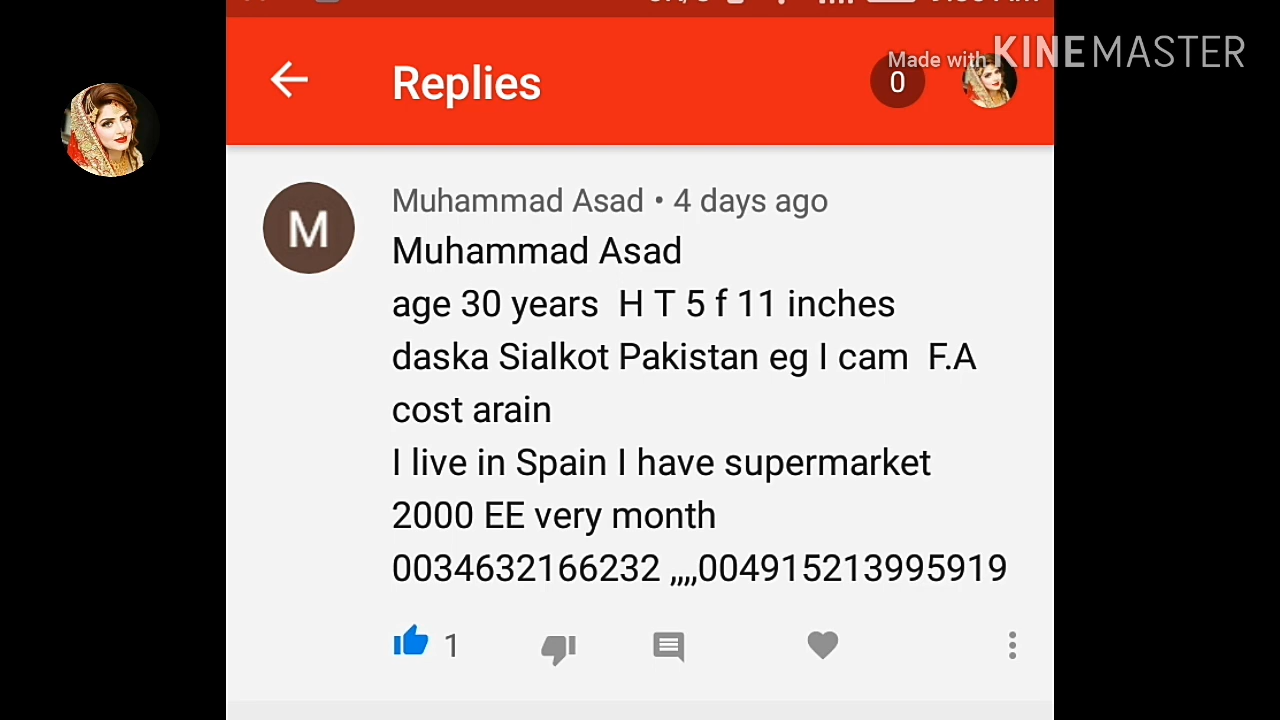 Made with KINEMASTER
Replies
0
M
Muhammad Asad • 4 days ago
Muhammad Asad
age 30 years  H T 5 f 11 inches
daska Sialkot Pakistan eg I cam  F.A
cost arain
I live in Spain I have supermarket
2000 EE very month
0034632166232 ,,,,004915213995919
1